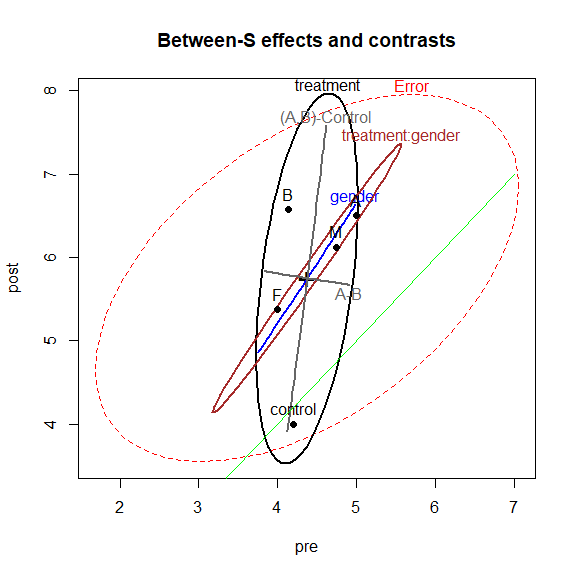 Between-S effects and contrasts
treatment
Error
(A,B)-Control
treatment:gender
gender
B
A
M
A-B
F
control
post
8
7
6
5
4
2
3
4
5
6
7
pre